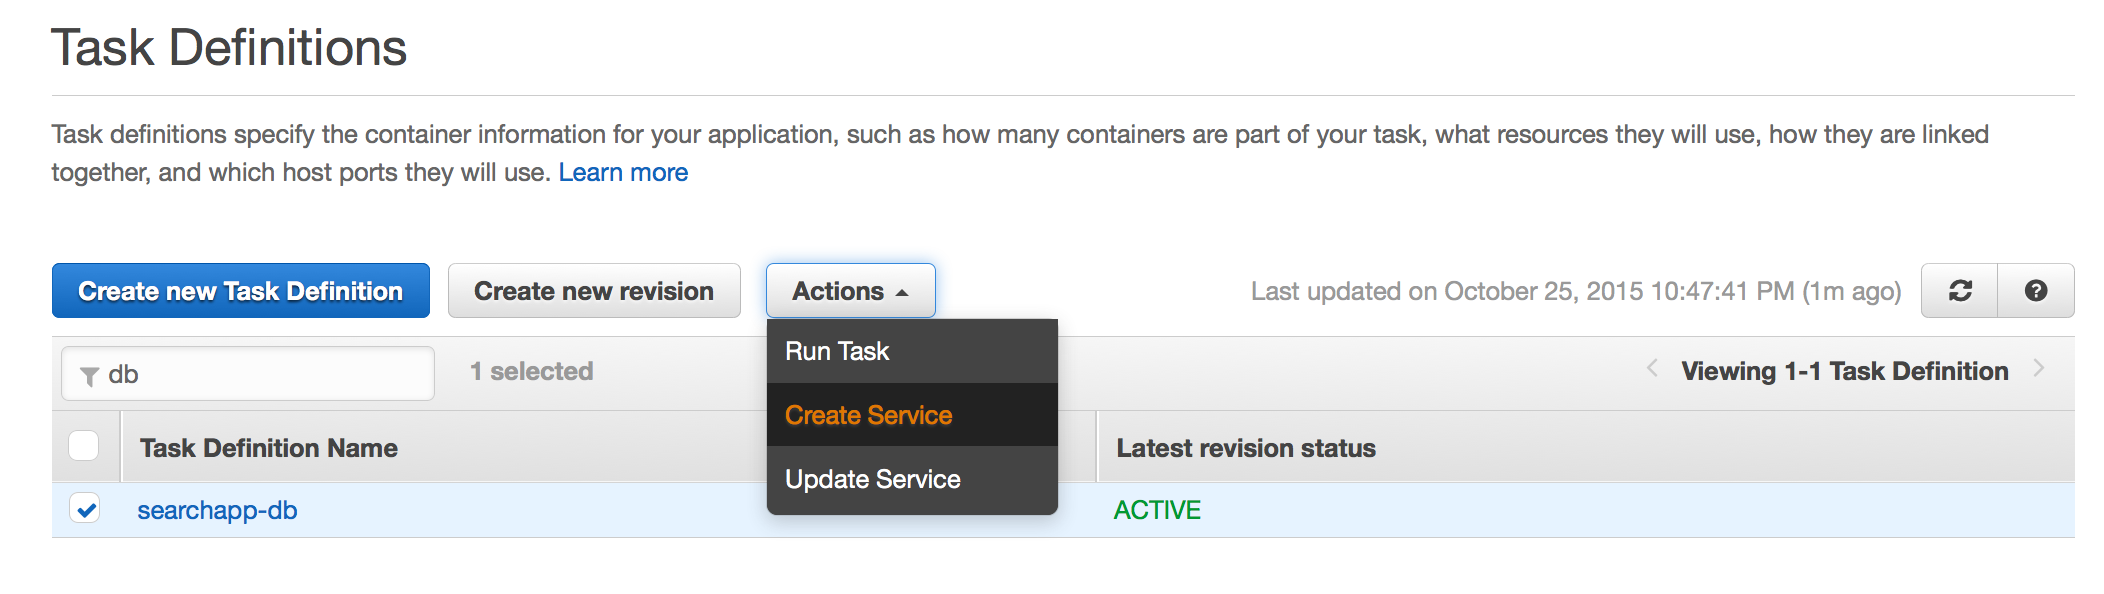 Task Definitions
Task definitions specify the container information for your application, such as how many containers are part of your task, what resources they will use, how they are linked
together, and which host ports they will use. Learn more
Create new Task Definition
Create new revision
Actions
Last updated on October 25, 2015 10:47:41 PM (1m ago)
Run Task
Create Service
Update Service
db
1 selected
Viewing 1-1 Task Definition
Task Definition Name
Latest revision status
searchapp-db
ACTIVE